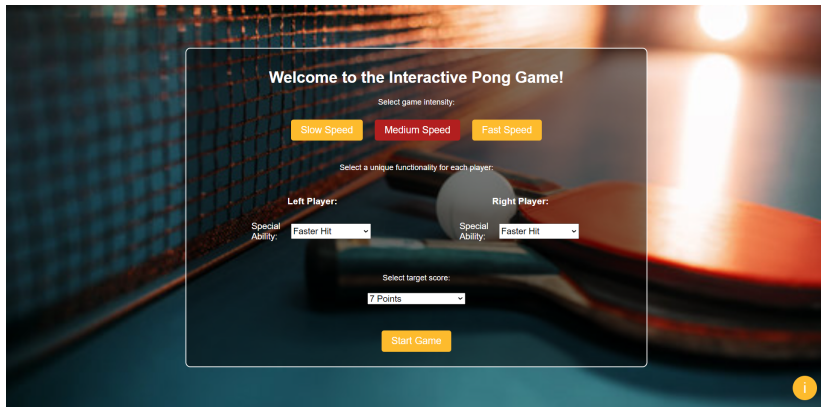 Welcome to the Interactive Pong Game!
Select game intensity:
Slow Speed Medium Speed Fast Speed
Select a unique functionality for each player:
Left Player: Right Player:
Special Ability: Faster Hit Special Ability: Faster Hit
Select target score:
7 Points
Start Game
i